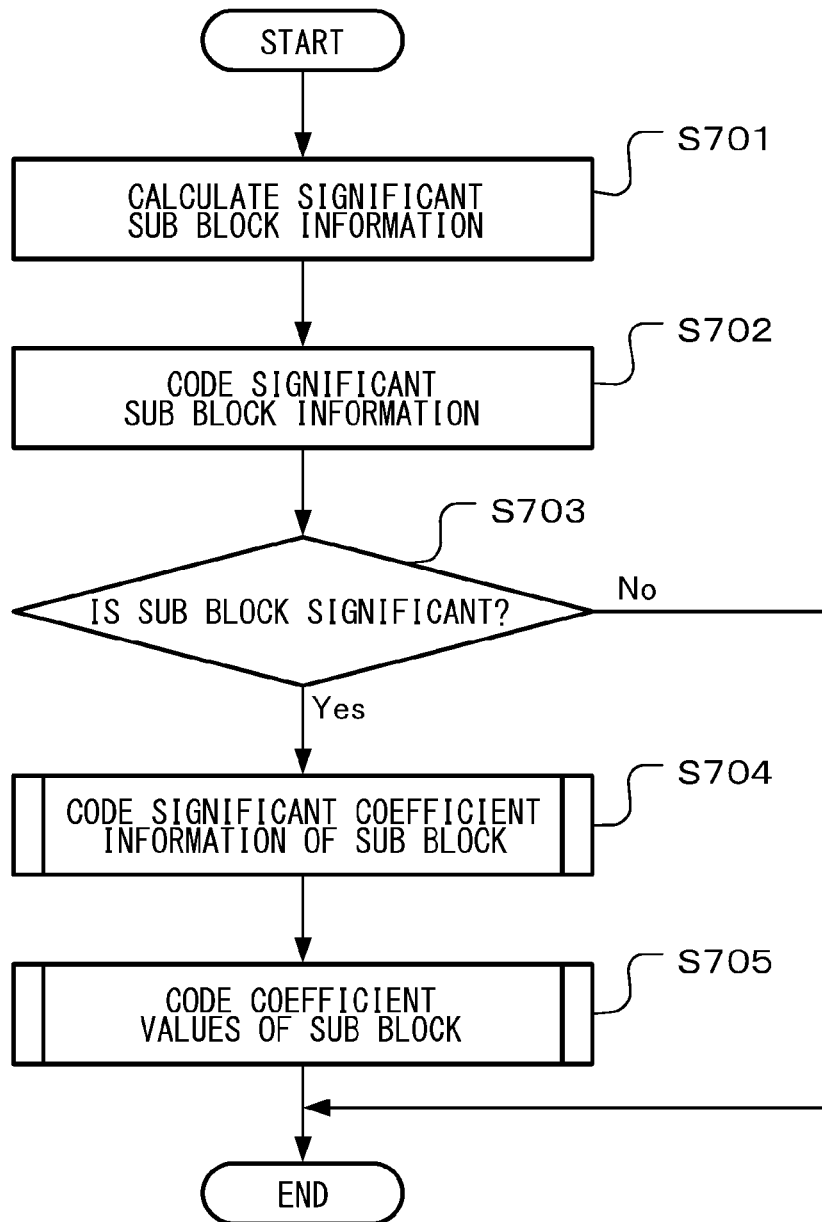 START
S701
CALCULATE SIGNIFICANT
SUB BLOCK INFORMATION
S702
CODE SIGNIFICANT
SUB BLOCK INFORMATION
S703
IS SUB BLOCK SIGNIFICANT?
No
Yes
S704
CODE SIGNIFICANT COEFFICIENT
INFORMATION OF SUB BLOCK
S705
CODE COEFFICIENT
VALUES OF SUB BLOCK
END